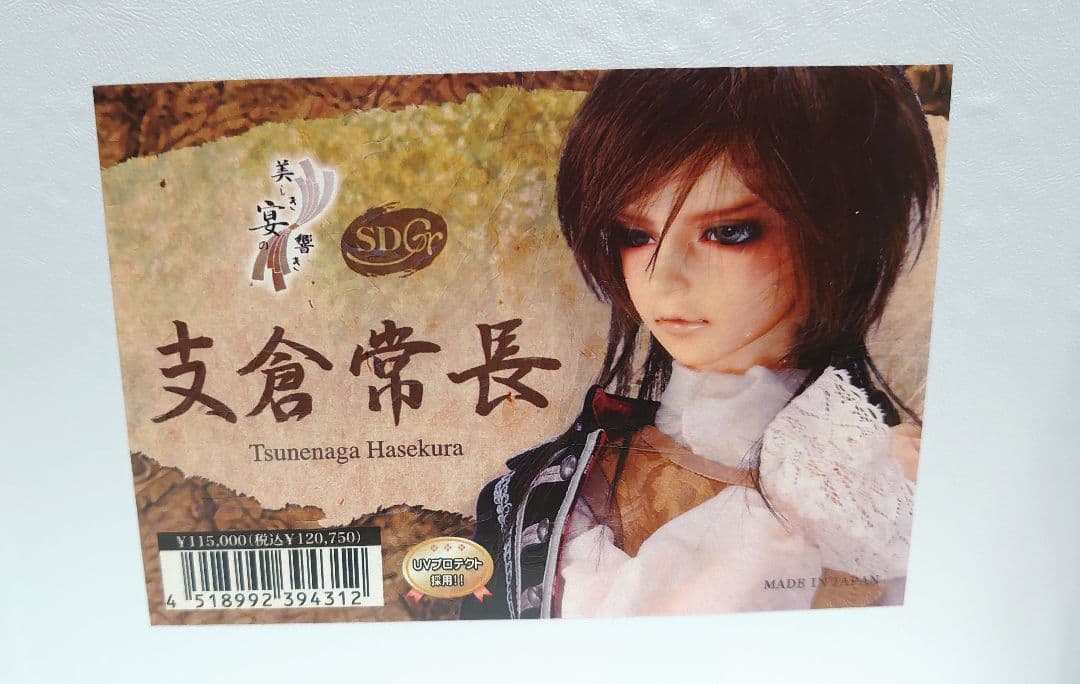 美しき
宴の
響き
SDGr
支倉常長
Tsunenaga Hasekura
¥115,000(税込¥120,750)
4 518992 394312
UVプロテクト
採用!!
MADE IN JAPAN